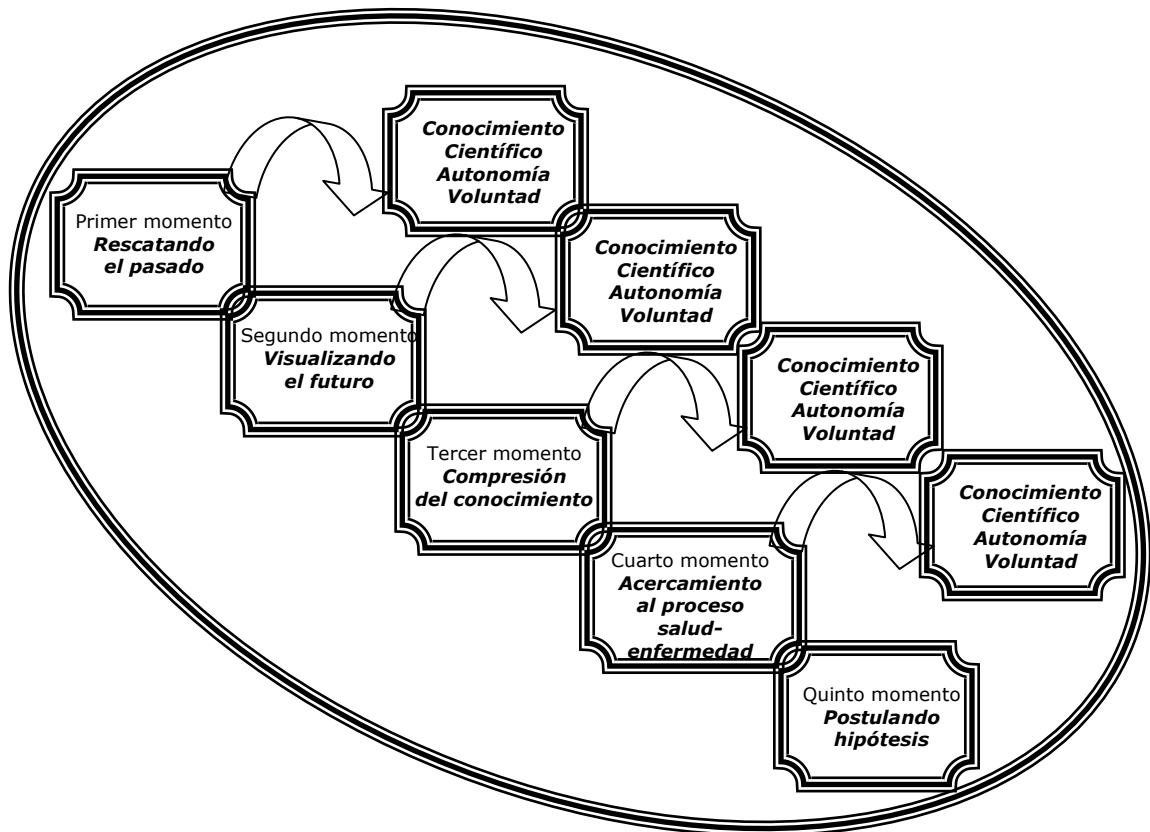 Conocimiento
Científico
Autonomía
Voluntad
Primer momento
Rescatando
el pasado
Conocimiento
Científico
Autonomía
Voluntad
Segundo momento
Visualizando
el futuro
Conocimiento
Científico
Autonomía
Voluntad
Tercer momento
Compresión
del conocimiento
Conocimiento
Científico
Autonomía
Voluntad
Cuarto momento
Acercamiento
al proceso
salud-
enfermedad
Quinto momento
Postulando
hipótesis